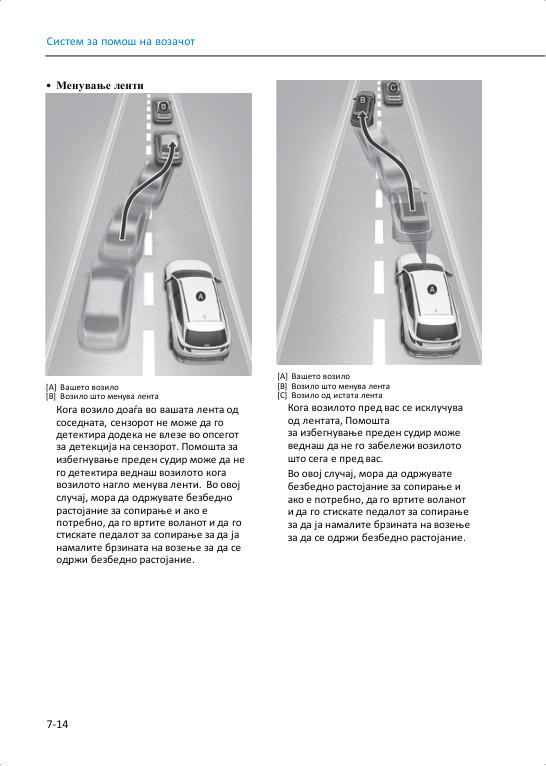 Систем за помош на возачот
• Менување ленти
B
A
[A] Вашето возило
[B] Возило што менува лента
Кога возило доаѓа во вашата лента од
соседната, сензорот не може да го
детектира додека не влезе во опсегот
за детекција на сензорот. Помошта за
избегнување преден судир може да не
го детектира веднаш возилото кога
возилото нагло менува ленти. Во овој
случај, мора да одржувате безбедно
растојание за сопирање и ако е
потребно, да го вртите воланот и да го
стискате педалот за сопирање за да ја
намалите брзината на возење за да се
одржи безбедно растојание.
B
C
A
[A] Вашето возило
[B] Возило што менува лента
[C] Возило од истата лента
Кога возилото пред вас се исклучува
од лентата, Помошта
за избегнување преден судир може
веднаш да не го забележи возилото
што сега е пред вас.
Во овој случај, мора да одржувате
безбедно растојание за сопирање и
ако е потребно, да го вртите воланот
и да го стискате педалот за сопирање
за да ја намалите брзината на возење
за да се одржи безбедно растојание.
7-14